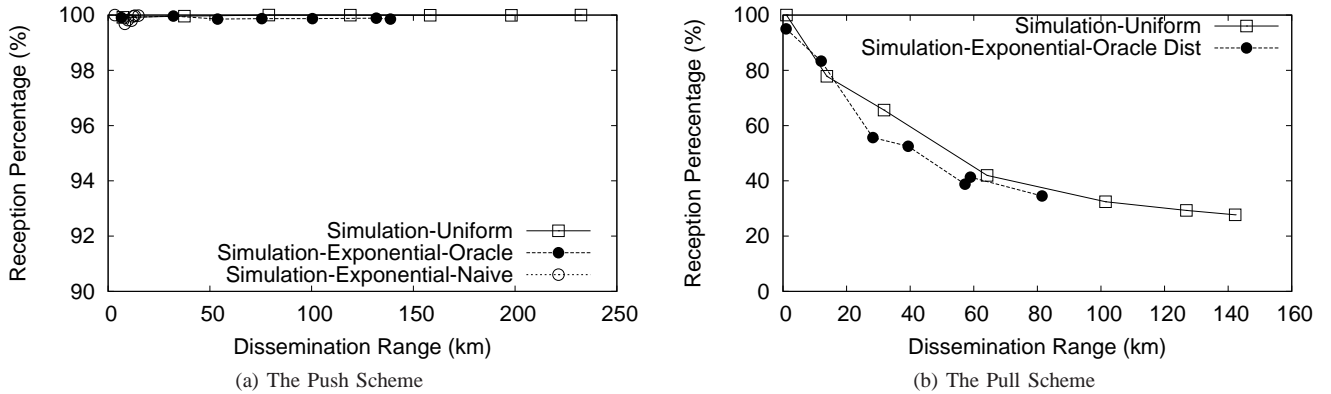 100
98
96
94
92
90
Reception Percentage (%)
Simulation-Uniform
Simulation-Exponential-Oracle
Simulation-Exponential-Naive
0 50 100 150 200 250
Dissemination Range (km)
(a) The Push Scheme
100
80
60
40
20
0
Reception Perecentage (%)
Simulation-Uniform
Simulation-Exponential-Oracle Dist
0 20 40 60 80 100 120 140 160
Dissemination Range (km)
(b) The Pull Scheme